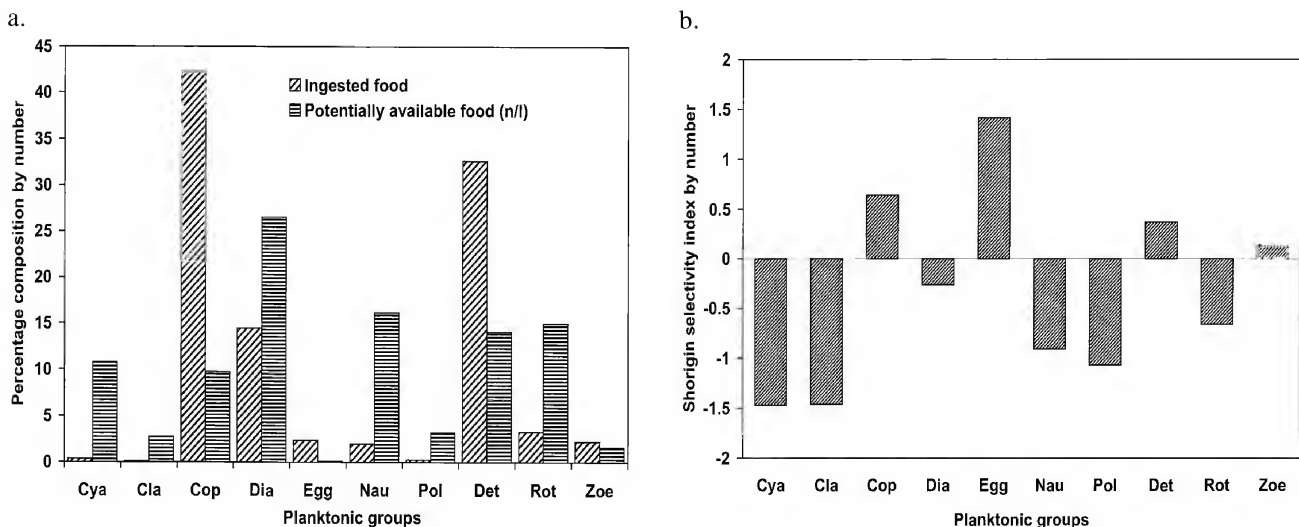 a.
Percentage composition by number
45
40
35
30
25
20
15
10
5
0
Ingested food
Potentially available food (n/l)
Cya Cla Cop Dia Egg Nau Pol Det Rot Zoe
Planktonic groups
b.
Shorigin selectivity index by number
2
1.5
1
0.5
0
-0.5
-1
-1.5
-2
Cya Cla Cop Dia Egg Nau Pol Det Rot Zoe
Planktonic groups